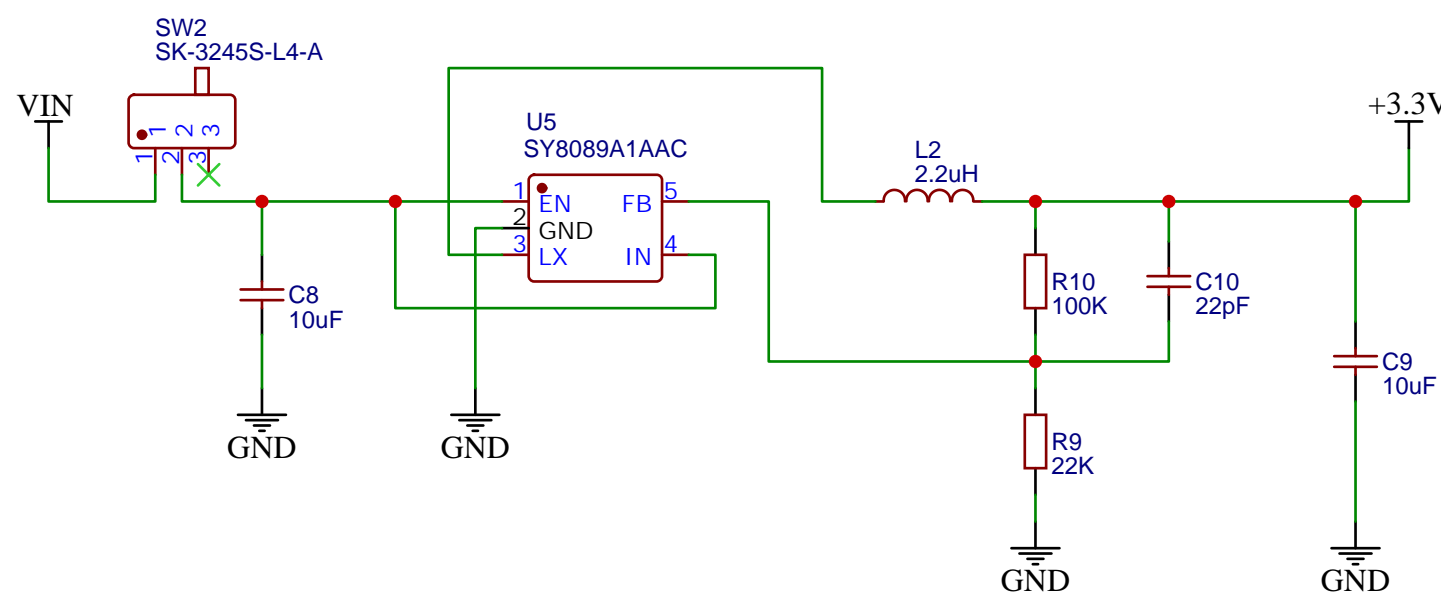 SW2
SK-3245S-L4-A
VIN
1
2
3
1
2
3
U5
SY8089A1AAC
1
EN
2
GND
3
LX
FB
5
IN
4
L2
2.2uH
+3.3V
C8
10uF
R10
100K
C10
22pF
C9
10uF
R9
22K
GND
GND
GND
GND